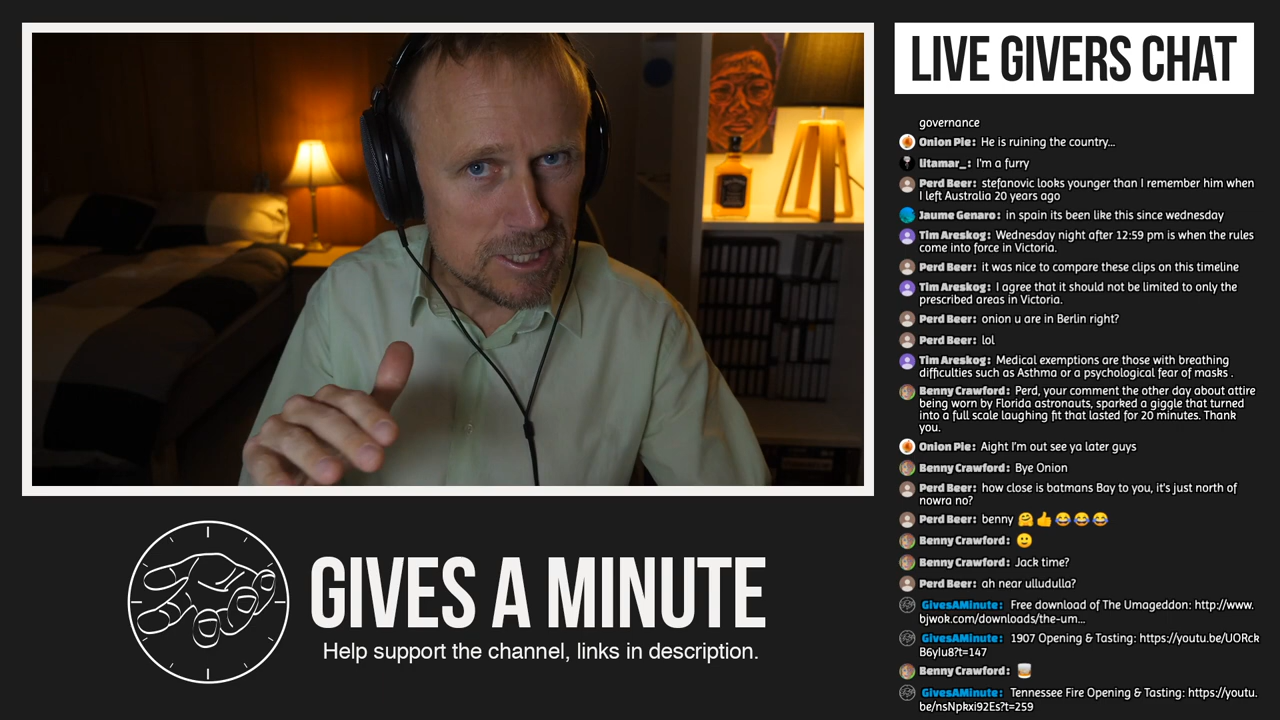 LIVE GIVERS CHAT
governance
Onion Pie: He is ruining the country...
litamar_: I'm a furry
Perd Beer: stefanovic looks younger than I remember him when
I left Australia 20 years ago
Jaume Genaro: in spain its been like this since wednesday
Tim Areskog: Wednesday night after 12:59 pm is when the rules
come into force in Victoria.
Perd Beer: it was nice to compare these clips on this timeline
Tim Areskog: I agree that it should not be limited to only the
prescribed areas in Victoria.
Perd Beer: onion u are in Berlin right?
Perd Beer: lol
Tim Areskog: Medical exemptions are those with breathing
difficulties such as Asthma or a psychological fear of masks .
Benny Crawford: Perd, your comment the other day about attire
being worn by Florida astronauts, sparked a giggle that turned
into a full scale laughing fit that lasted for 20 minutes. Thank
you.
Onion Pie: Aight I'm out see ya later guys
Benny Crawford: Bye Onion
Perd Beer: how close is batmans Bay to you, it's just north of
nowra no?
Perd Beer: benny 🤗👍😂😂😂
Benny Crawford: 🙂
Benny Crawford: Jack time?
Perd Beer: ah near ulludulla?
GivesAMinute: Free download of The Umageddon: http://www.
bjwok.com/downloads/the-um...
GivesAMinute: 1907 Opening & Tasting: https://youtu.be/UORck
B6yIu8?t=147
Benny Crawford: 🥃
GivesAMinute: Tennessee Fire Opening & Tasting: https://youtu.
be/nsNpkxi92Es?t=259
GIVES A MINUTE
Help support the channel, links in description.